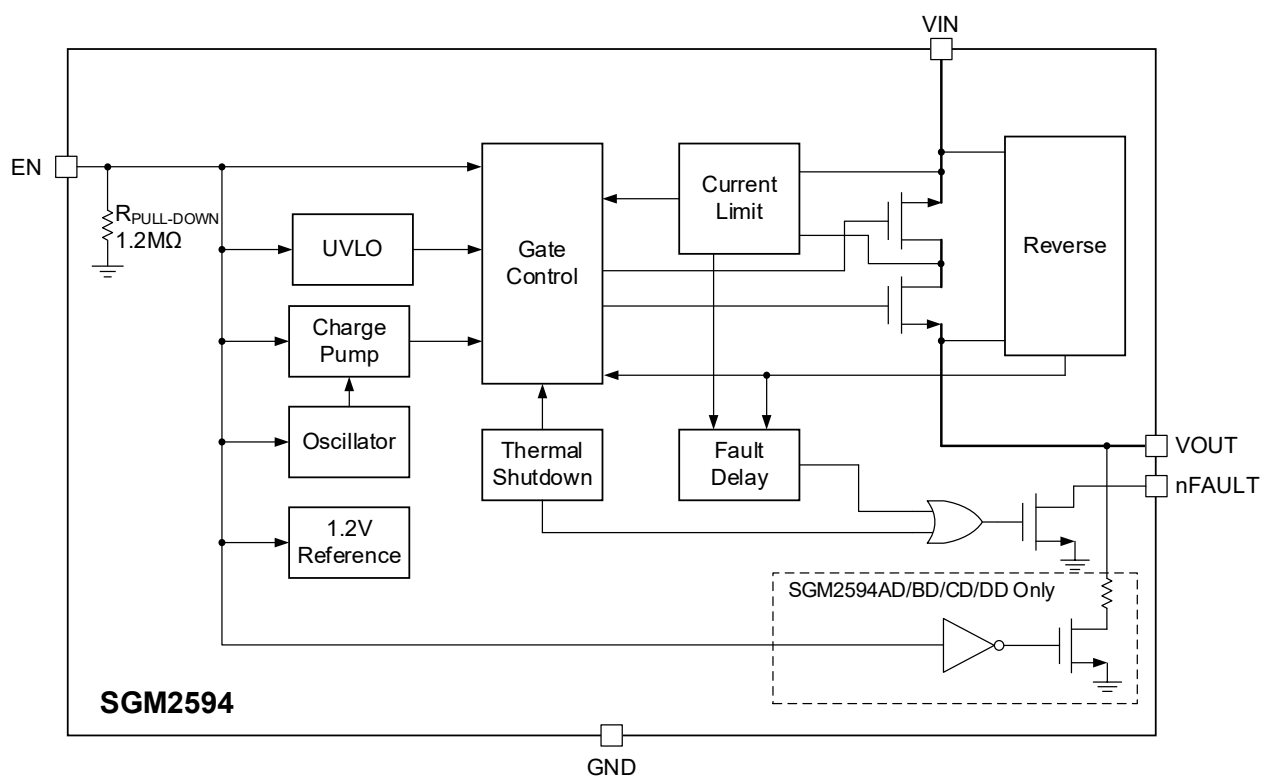 VIN
EN
R_PULL-DOWN
1.2MΩ
UVLO
Gate
Control
Current
Limit
Reverse
Charge
Pump
Oscillator
Thermal
Shutdown
Fault
Delay
VOUT
nFAULT
1.2V
Reference
SGM2594AD/BD/CD/DD Only
SGM2594
GND